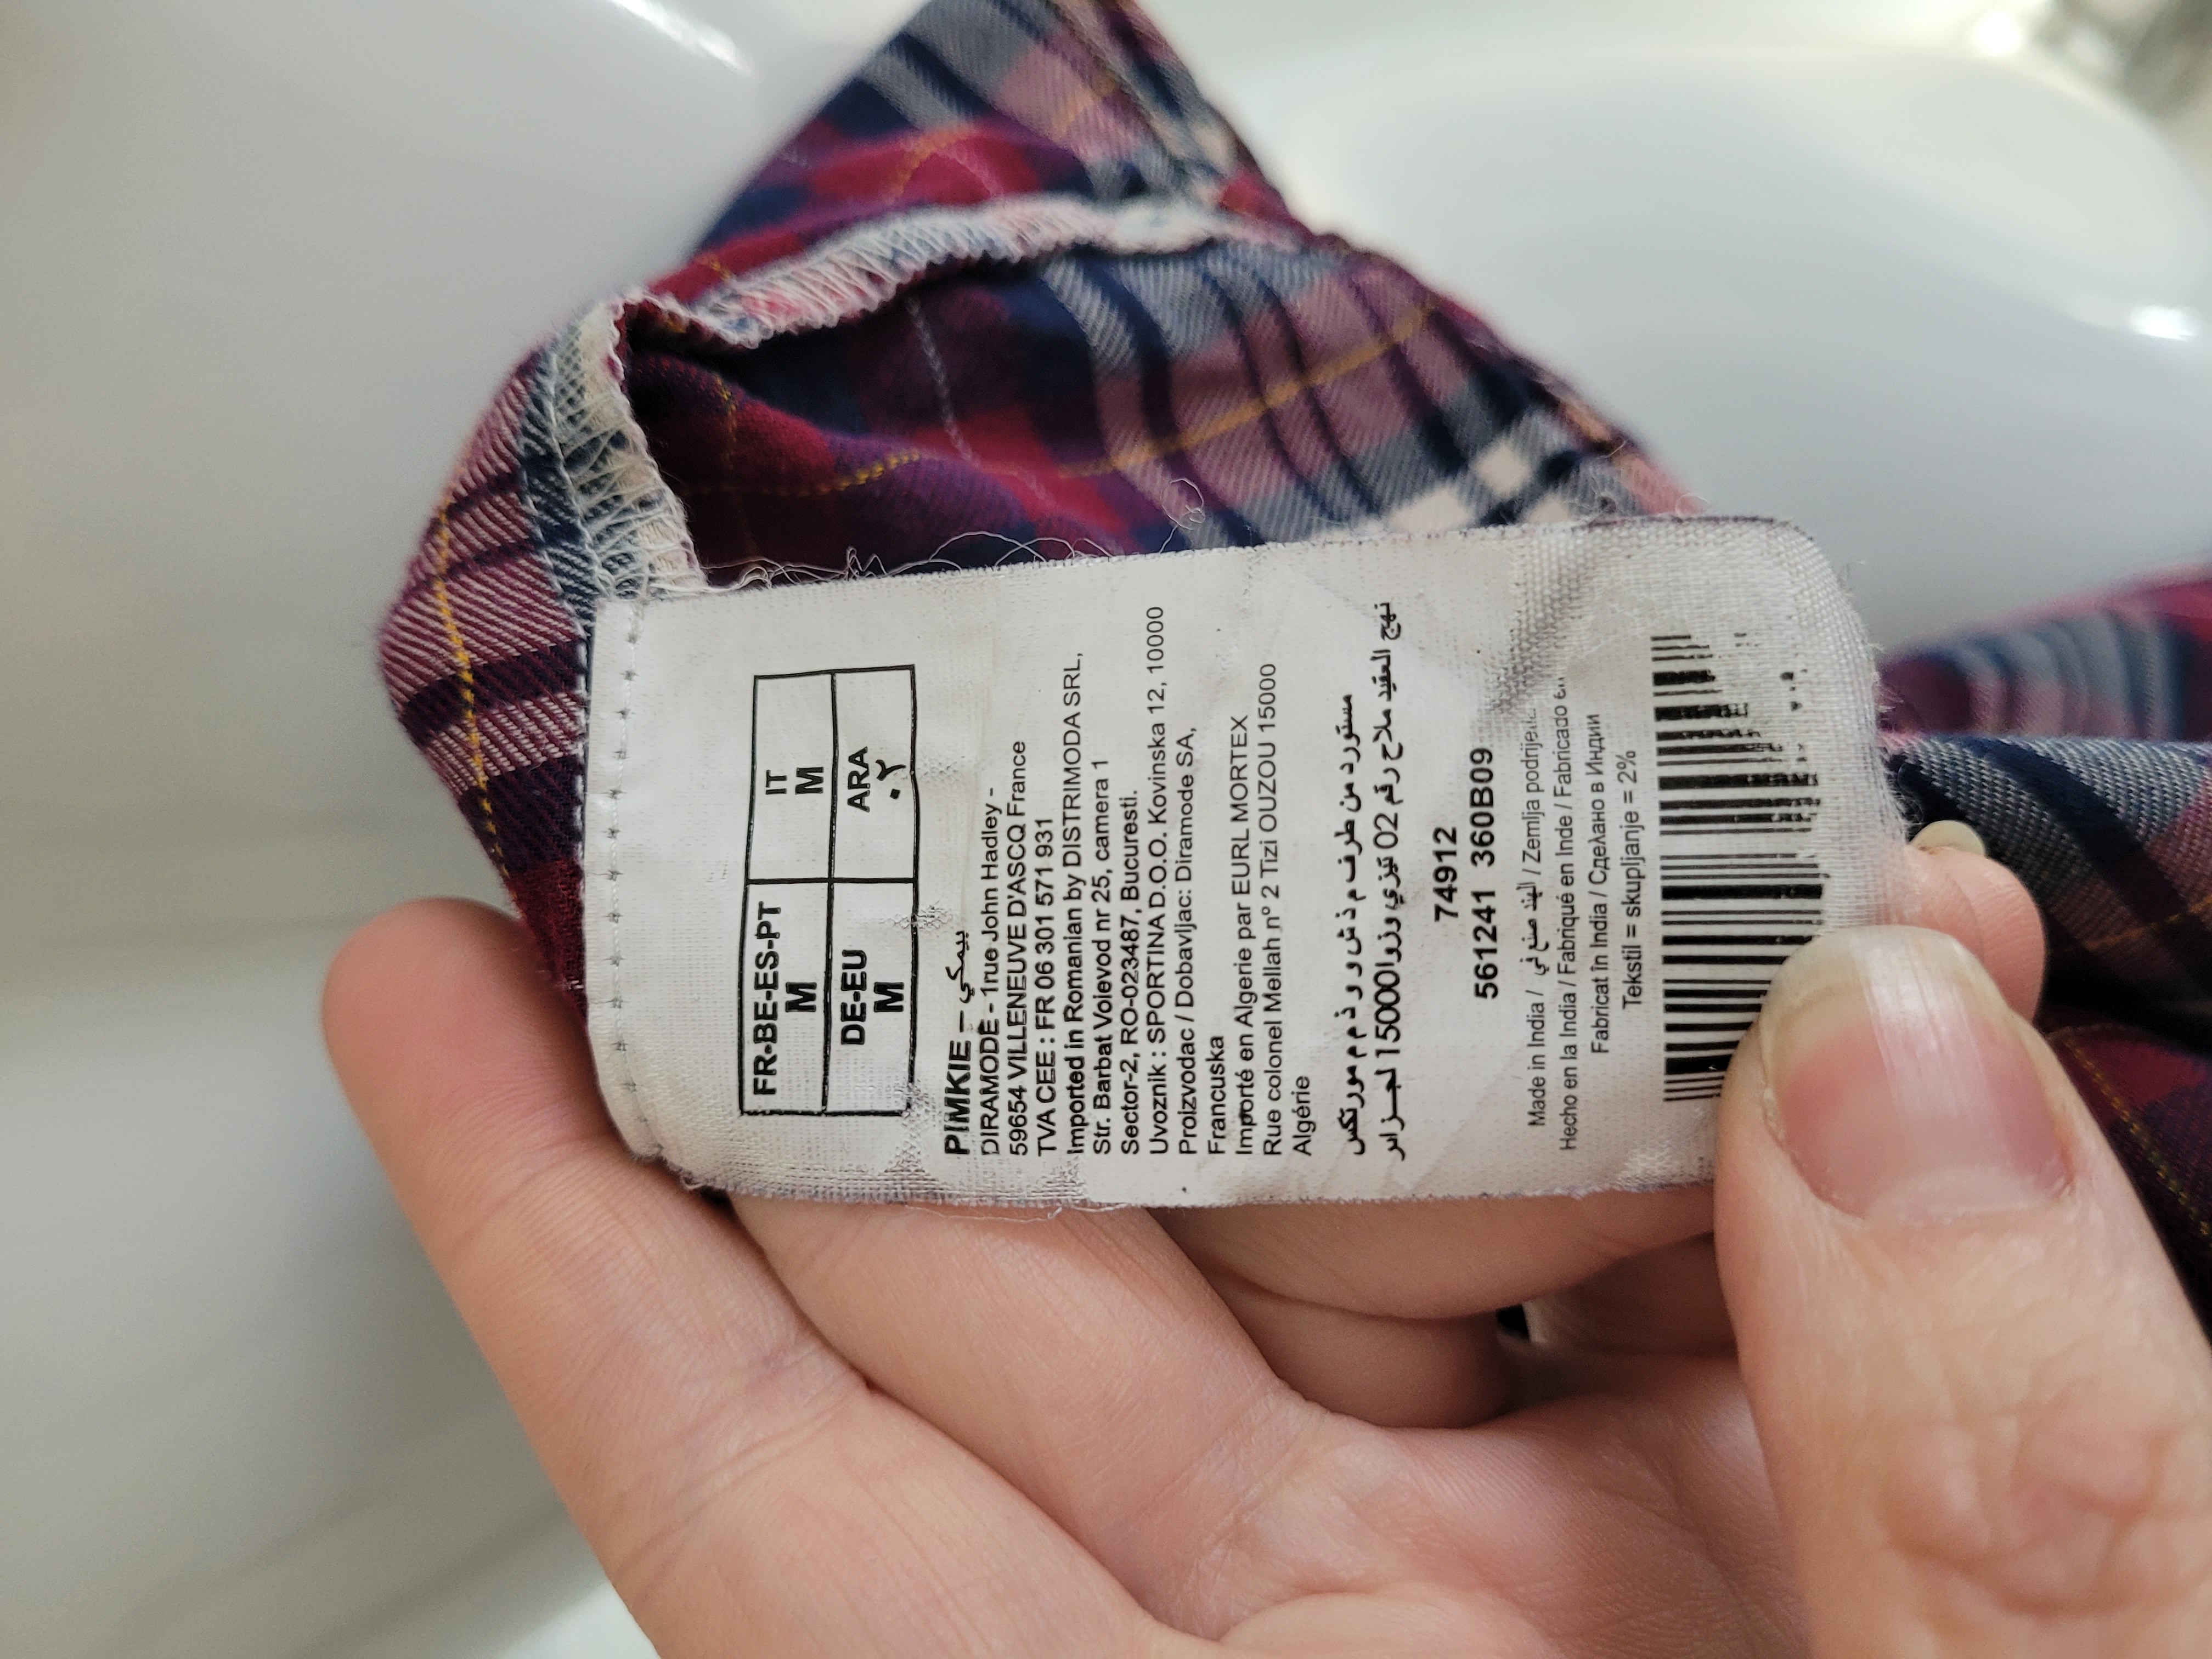 FR-BE-ES-PT
M
IT
M
DE-EU
M
ARA
٠٢
PIMKIE – بيمكي
DIRAMODE - 1rue John Hadley -
59654 VILLENEUVE D'ASCQ France
TVA CEE : FR 06 301 571 931
Imported in Romanian by DISTRIMODA SRL,
Str. Barbat Voievod nr 25, camera 1
Sector-2, RO-023487, Bucuresti.
Uvoznik : SPORTINA D.O.O. Kovinska 12, 10000
Proizvodac / Dobavljac: Diramode SA,
Francuska
Importé en Algerie par EURL MORTEX
Rue colonel Mellah nº 2 Tizi OUZOU 15000
Algérie
مستورد من طرف م ذ ش و و ذ م م مورتكس
نهج العقيد ملاح رقم 02 تيزي وزوا15000 لجـــزاىر
74912
561241 360B09
Made in India / الهند صنع في / Zemlja
Hecho en la India / Fabriqué en Inde / Fabricado
Fabricat în India / Сделано в Индии
Tekstil = skupljanje = 2%